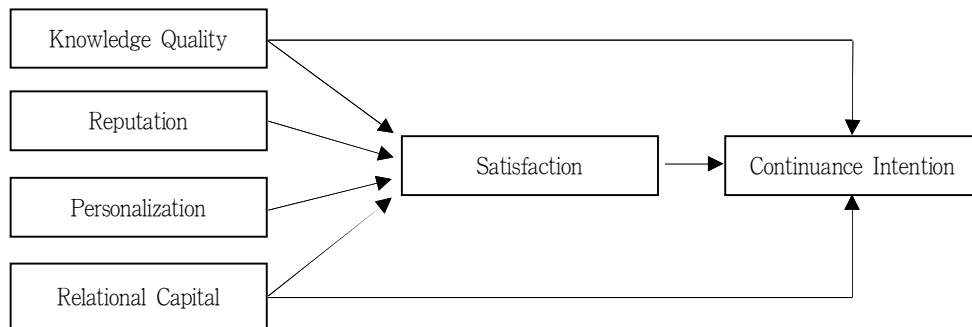 Knowledge Quality
Reputation
Satisfaction
Continuance Intention
Personalization
Relational Capital